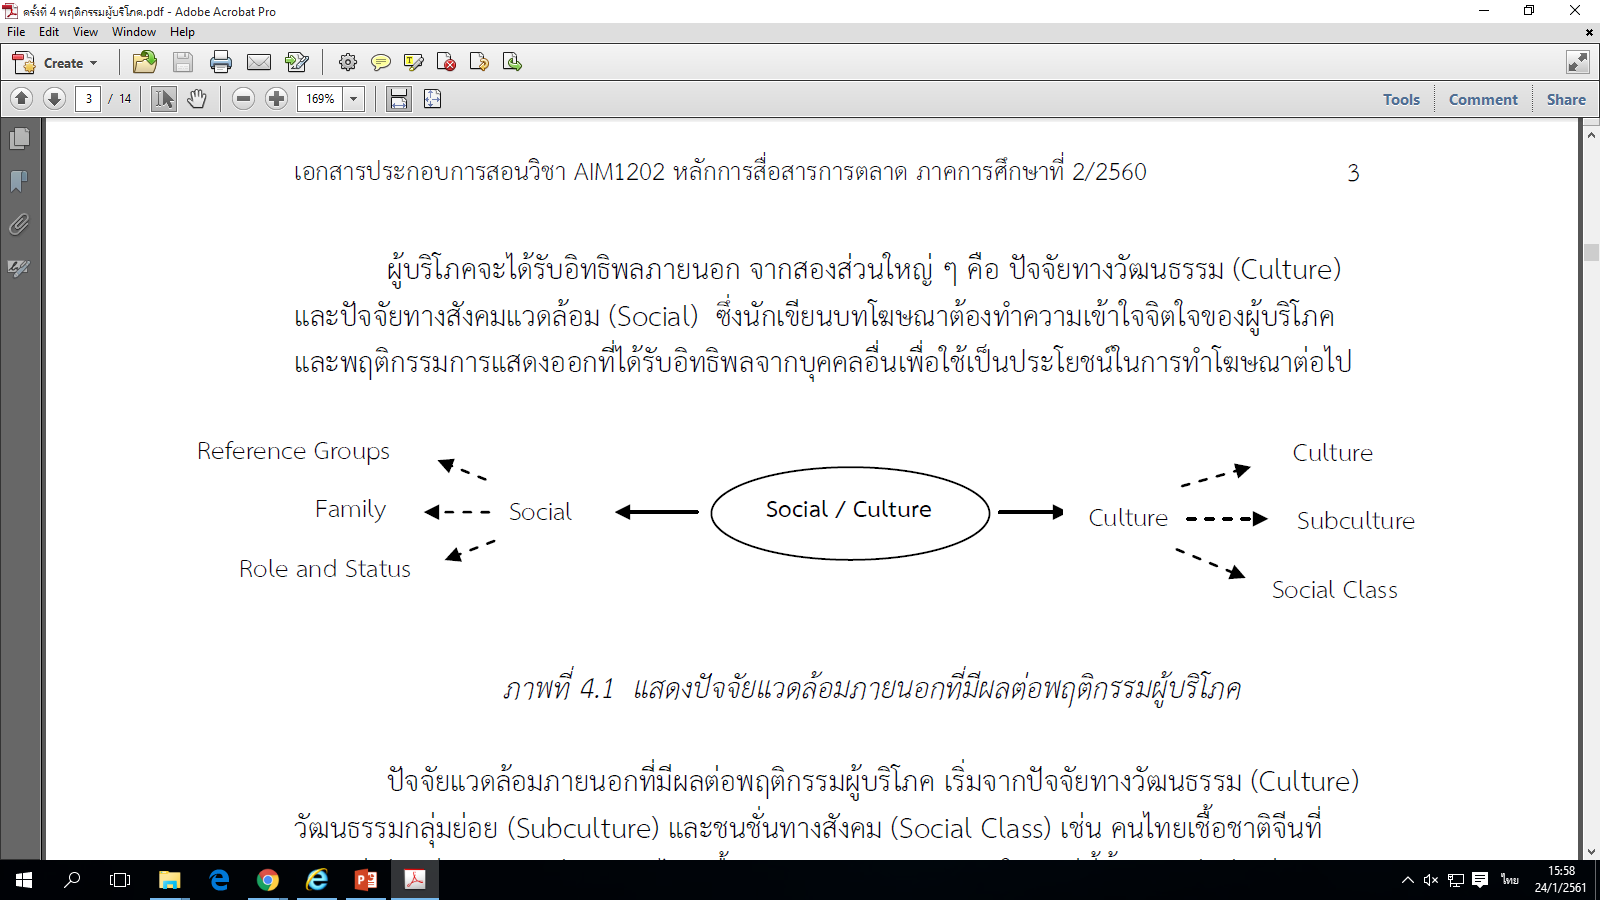 ครั้งที่ 4 พฤติกรรมผู้บริโภค.pdf - Adobe Acrobat Pro
File Edit View Window Help
Create
3 / 14 169% Tools Comment Share
เอกสารประกอบการสอนวิชา AIM1202 หลักการสื่อสารการตลาด ภาคการศึกษาที่ 2/2560 3
ผู้บริโภคจะได้รับอิทธิพลภายนอก จากสองส่วนใหญ่ ๆ คือ ปัจจัยทางวัฒนธรรม (Culture)
และปัจจัยทางสังคมแวดล้อม (Social) ซึ่งนักเขียนบทโฆษณาต้องทำความเข้าใจจิตใจของผู้บริโภค
และพฤติกรรมการแสดงออกที่ได้รับอิทธิพลจากบุคคลอื่นเพื่อใช้เป็นประโยชน์ในการทำโฆษณาต่อไป
Reference Groups
Family
Role and Status
Social
Social / Culture
Culture
Culture
Subculture
Social Class
ภาพที่ 4.1 แสดงปัจจัยแวดล้อมภายนอกที่มีผลต่อพฤติกรรมผู้บริโภค
ปัจจัยแวดล้อมภายนอกที่มีผลต่อพฤติกรรมผู้บริโภค เริ่มจากปัจจัยทางวัฒนธรรม (Culture)
วัฒนธรรมกลุ่มย่อย (Subculture) และชนชั่นทางสังคม (Social Class) เช่น คนไทยเชื้อชาติจีนที่
ไทย
15:58
24/1/2561